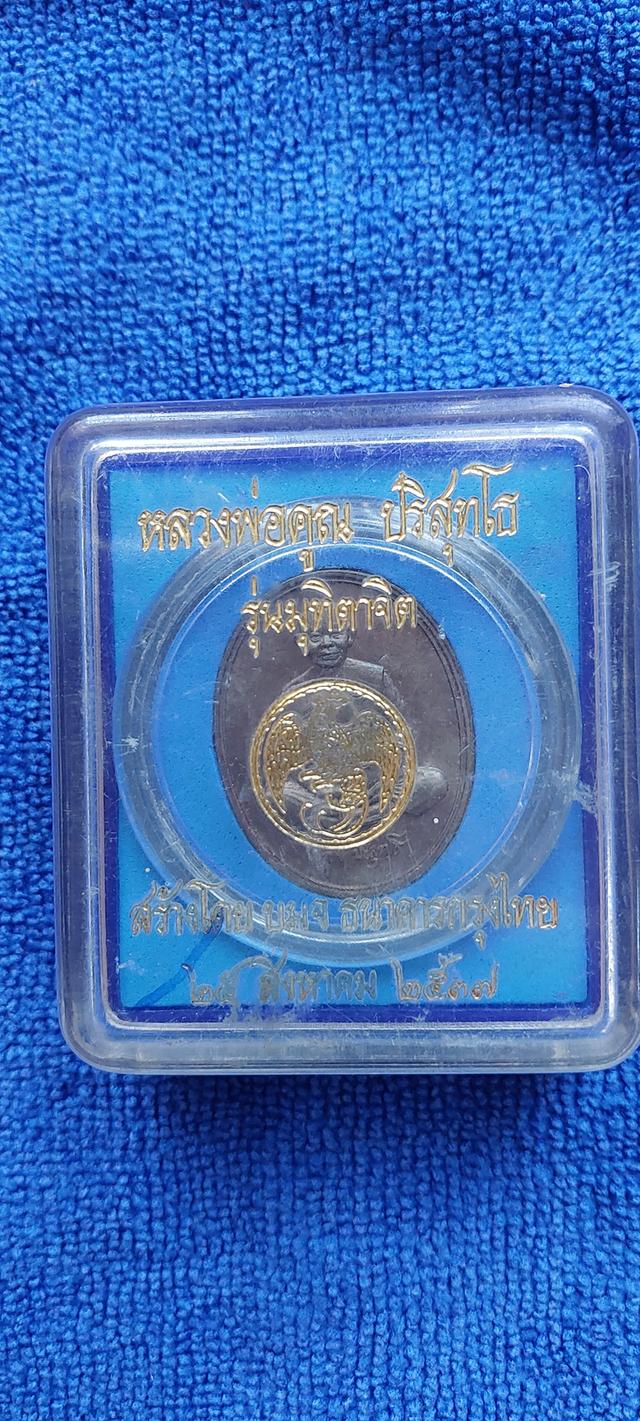 หลวงพ่อคูณ ปริสุทโธ
รุ่นมุทิตาจิต
สร้างโดย บมจ ธนาคารกรุงไทย
๒๕ สิงหาคม ๒๕๓๗